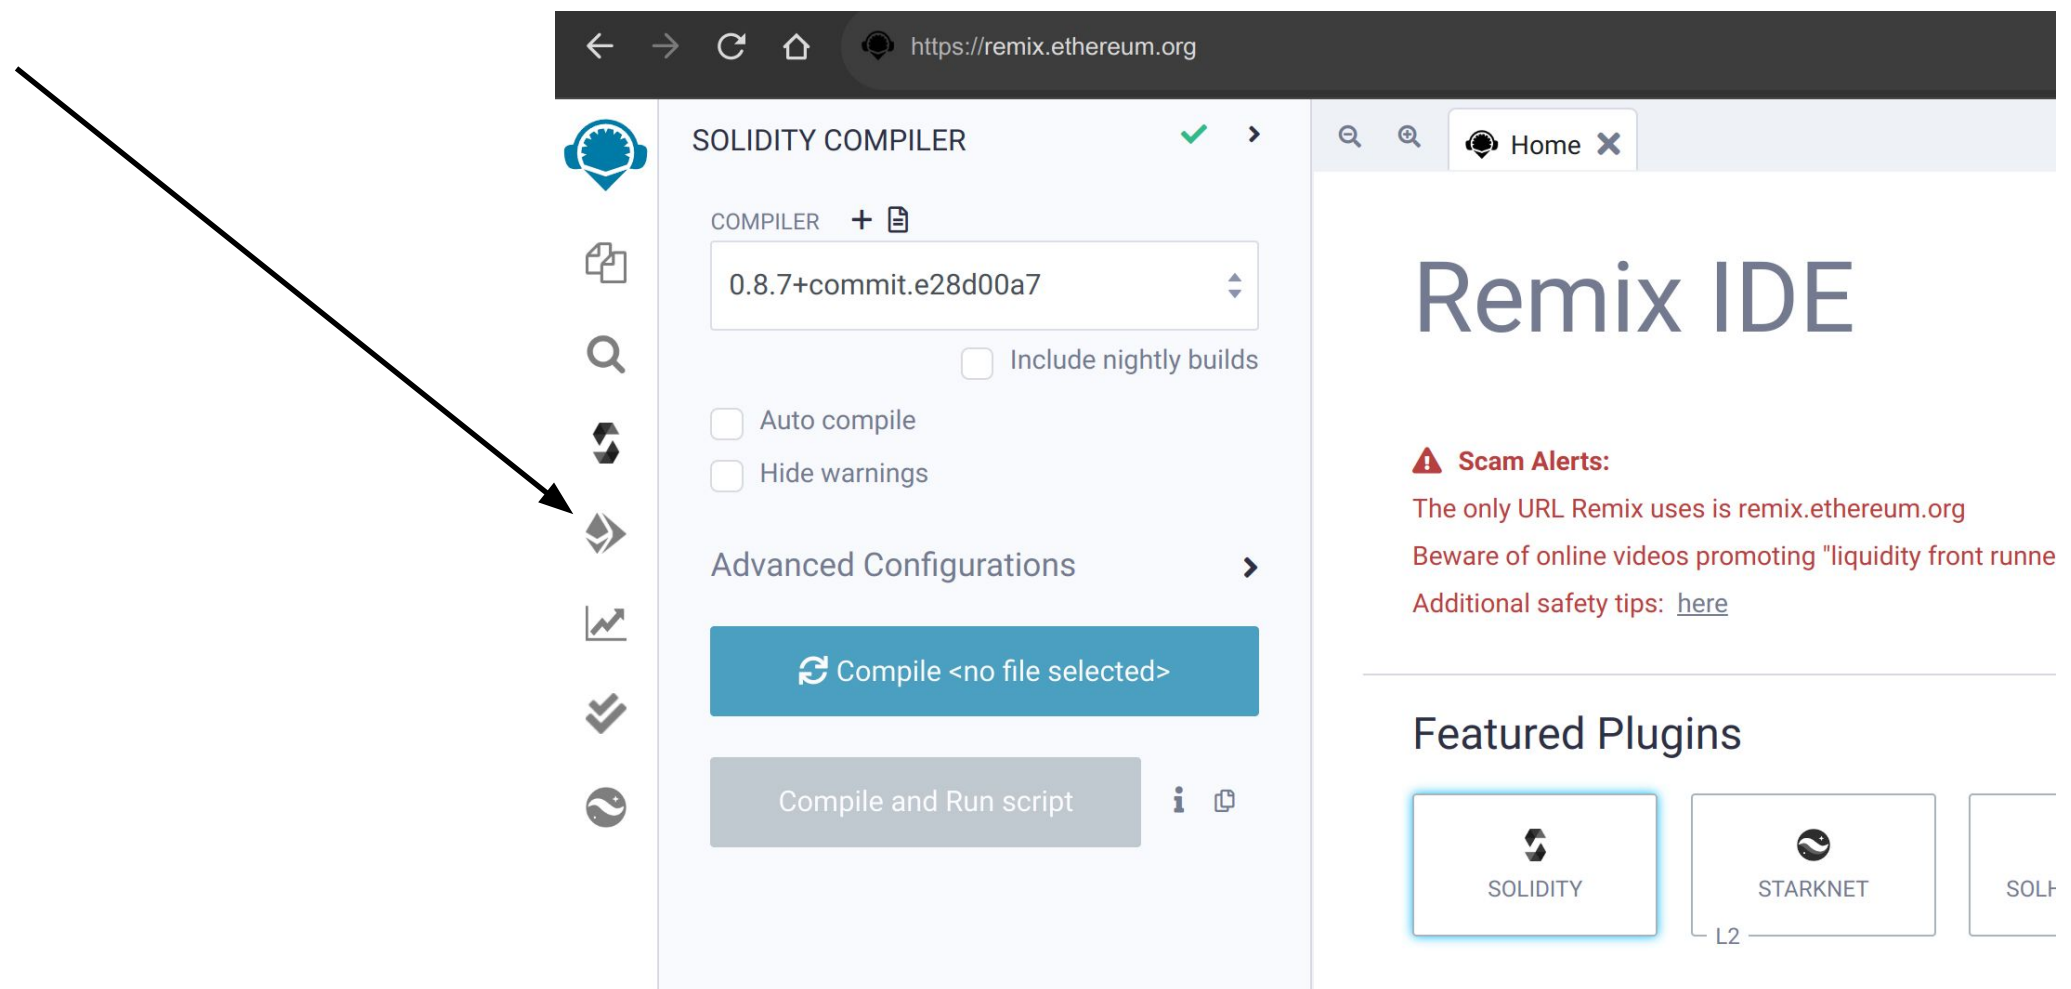 https://remix.ethereum.org
SOLIDITY COMPILER
COMPILER
0.8.7+commit.e28d00a7
Include nightly builds
Auto compile
Hide warnings
Advanced Configurations
Compile <no file selected>
Compile and Run script
Home
Remix IDE
Scam Alerts:
The only URL Remix uses is remix.ethereum.org
Beware of online videos promoting "liquidity front runne
Additional safety tips: here
Featured Plugins
SOLIDITY
STARKNET
L2
SOLH